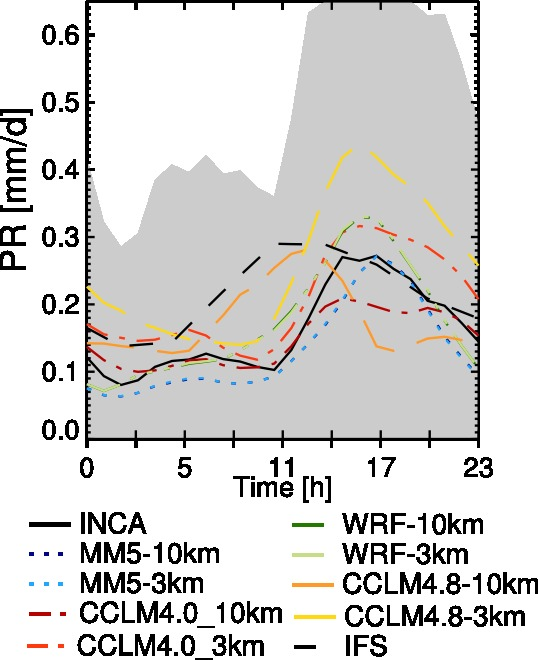 0.6
0.5
0.4
0.3
0.2
0.1
0.0
PR [mm/d]
0 5 11 17 23
Time [h]
INCA WRF-10km
MM5-10km WRF-3km
MM5-3km CCLM4.8-10km
CCLM4.0_10km CCLM4.8-3km
CCLM4.0_3km IFS